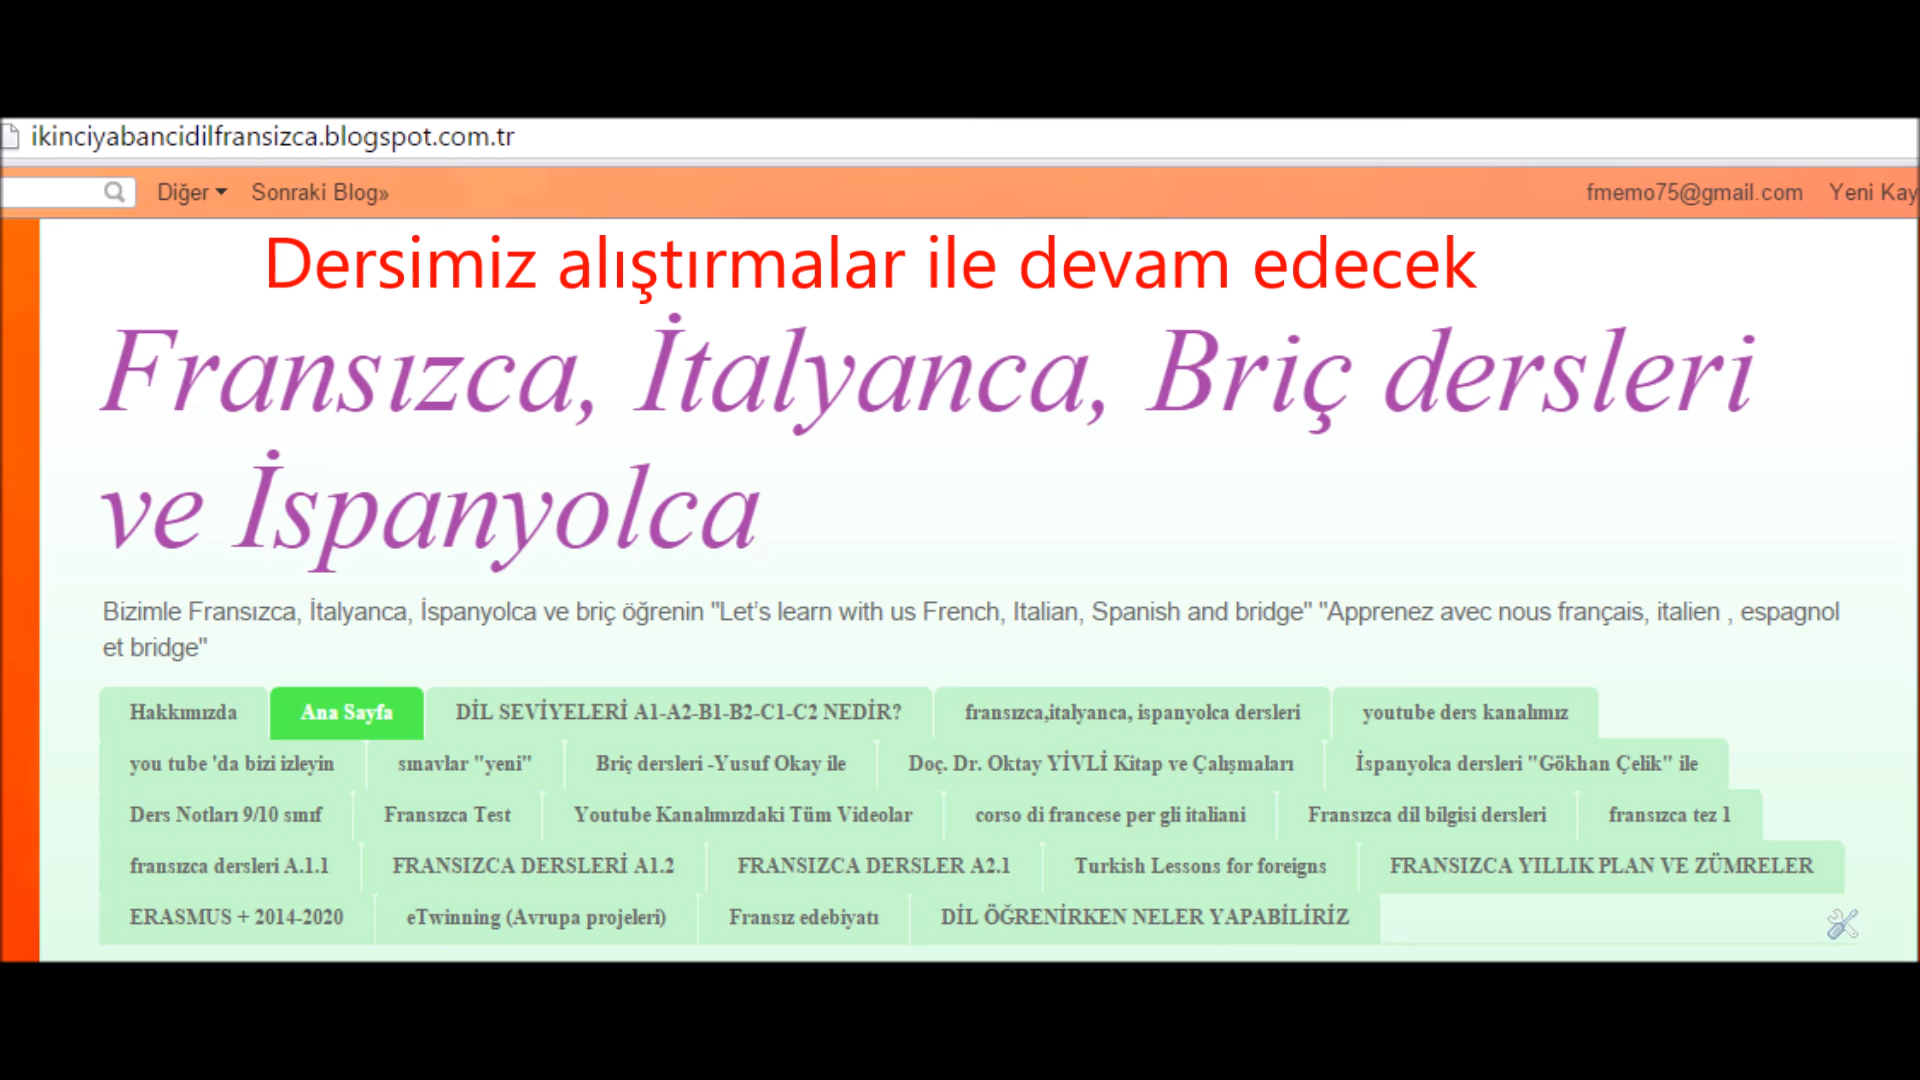 ikinciyabancidilfransizca.blogspot.com.tr
Diğer Sonraki Blog» fmemo75@gmail.com Yeni Kay
Dersimiz alıştırmalar ile devam edecek
Fransızca, İtalyanca, Briç dersleri
ve İspanyolca
Bizimle Fransızca, İtalyanca, İspanyolca ve briç öğrenin "Let's learn with us French, Italian, Spanish and bridge" "Apprenez avec nous français, italien , espagnol
et bridge"
Hakkımızda Ana Sayfa DİL SEVİYELERİ A1-A2-B1-B2-C1-C2 NEDİR? fransızca,italyanca, ispanyolca dersleri youtube ders kanalımız
you tube 'da bizi izleyin sınavlar "yeni" Briç dersleri -Yusuf Okay ile Doç. Dr. Oktay YİVLİ Kitap ve Çalışmaları İspanyolca dersleri "Gökhan Çelik" ile
Ders Notları 9/10 sınıf Fransızca Test Youtube Kanalımızdaki Tüm Videolar corso di francese per gli italiani Fransızca dil bilgisi dersleri fransızca tez 1
fransızca dersleri A.1.1 FRANSIZCA DERSLERİ A1.2 FRANSIZCA DERSLER A2.1 Turkish Lessons for foreigns FRANSIZCA YILLIK PLAN VE ZÜMRELER
ERASMUS + 2014-2020 eTwinning (Avrupa projeleri) Fransız edebiyatı DİL ÖĞRENİRKEN NELER YAPABİLİRİZ